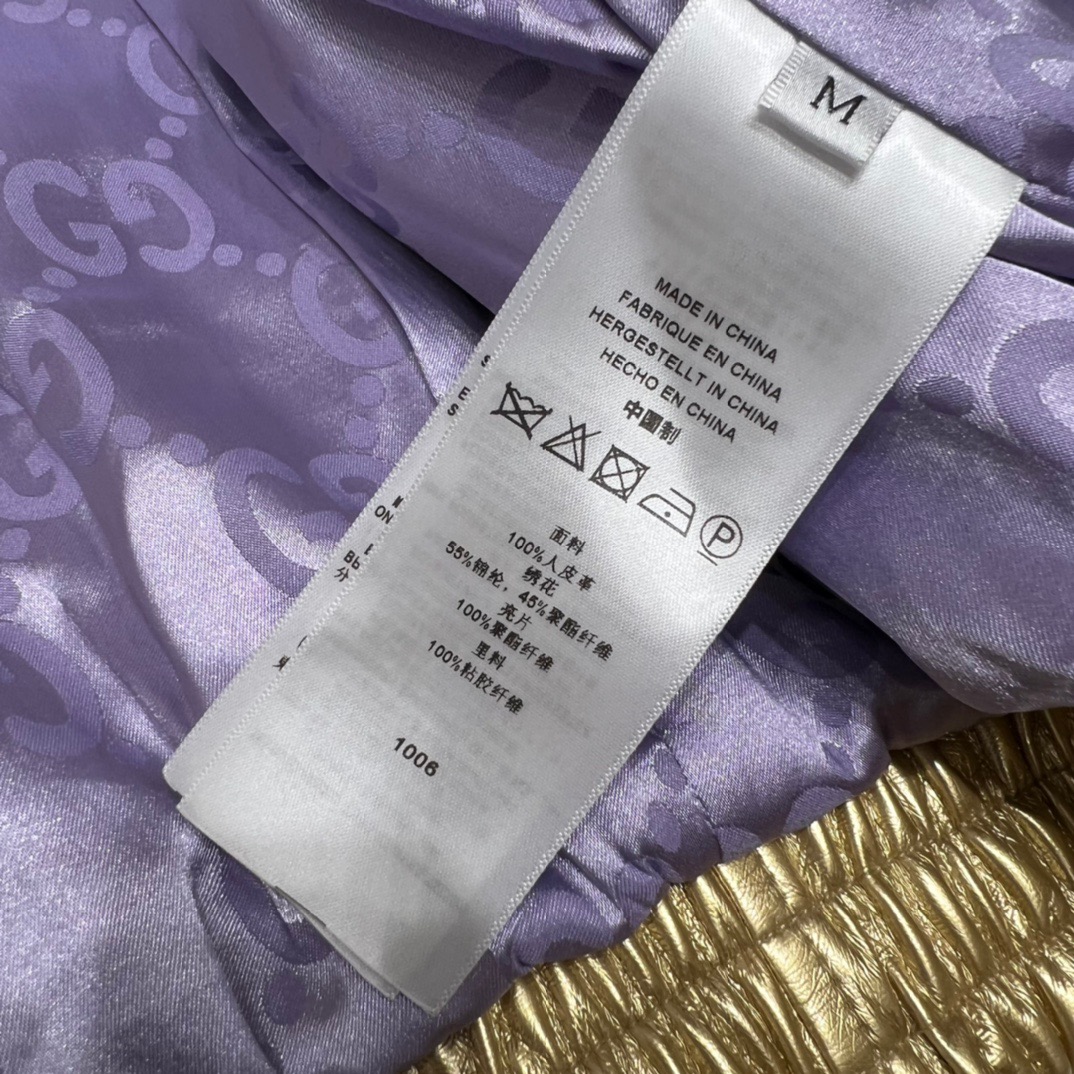 M
MADE IN CHINA
FABRIQUE EN CHINA
HERGESTELLT IN CHINA
HECHO EN CHINA
中國制
P
面料
100%人皮革
绣花
55%锦纶，45%聚酯纤维
亮片
100%聚酯纤维
里料
100%粘胶纤维
1006